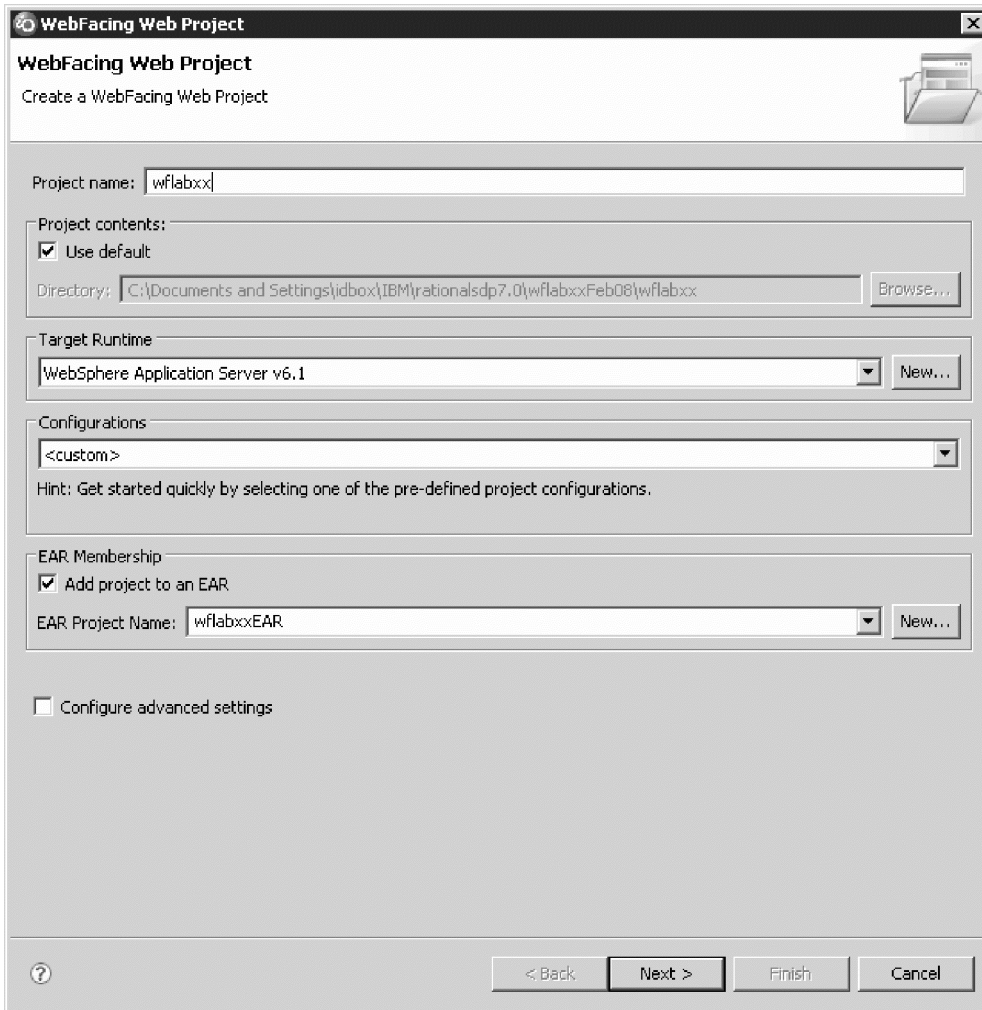 WebFacing Web Project
WebFacing Web Project
Create a WebFacing Web Project
Project name: wflabxx
Project contents:
Use default
Directory: C:\Documents and Settings\idbox\IBM\rationalsdp7.0\wflabxxFeb08\wflabxx Browse...
Target Runtime
WebSphere Application Server v6.1 New...
Configurations
<custom>
Hint: Get started quickly by selecting one of the pre-defined project configurations.
EAR Membership
Add project to an EAR
EAR Project Name: wflabxxEAR New...
Configure advanced settings
? < Back Next > Finish Cancel